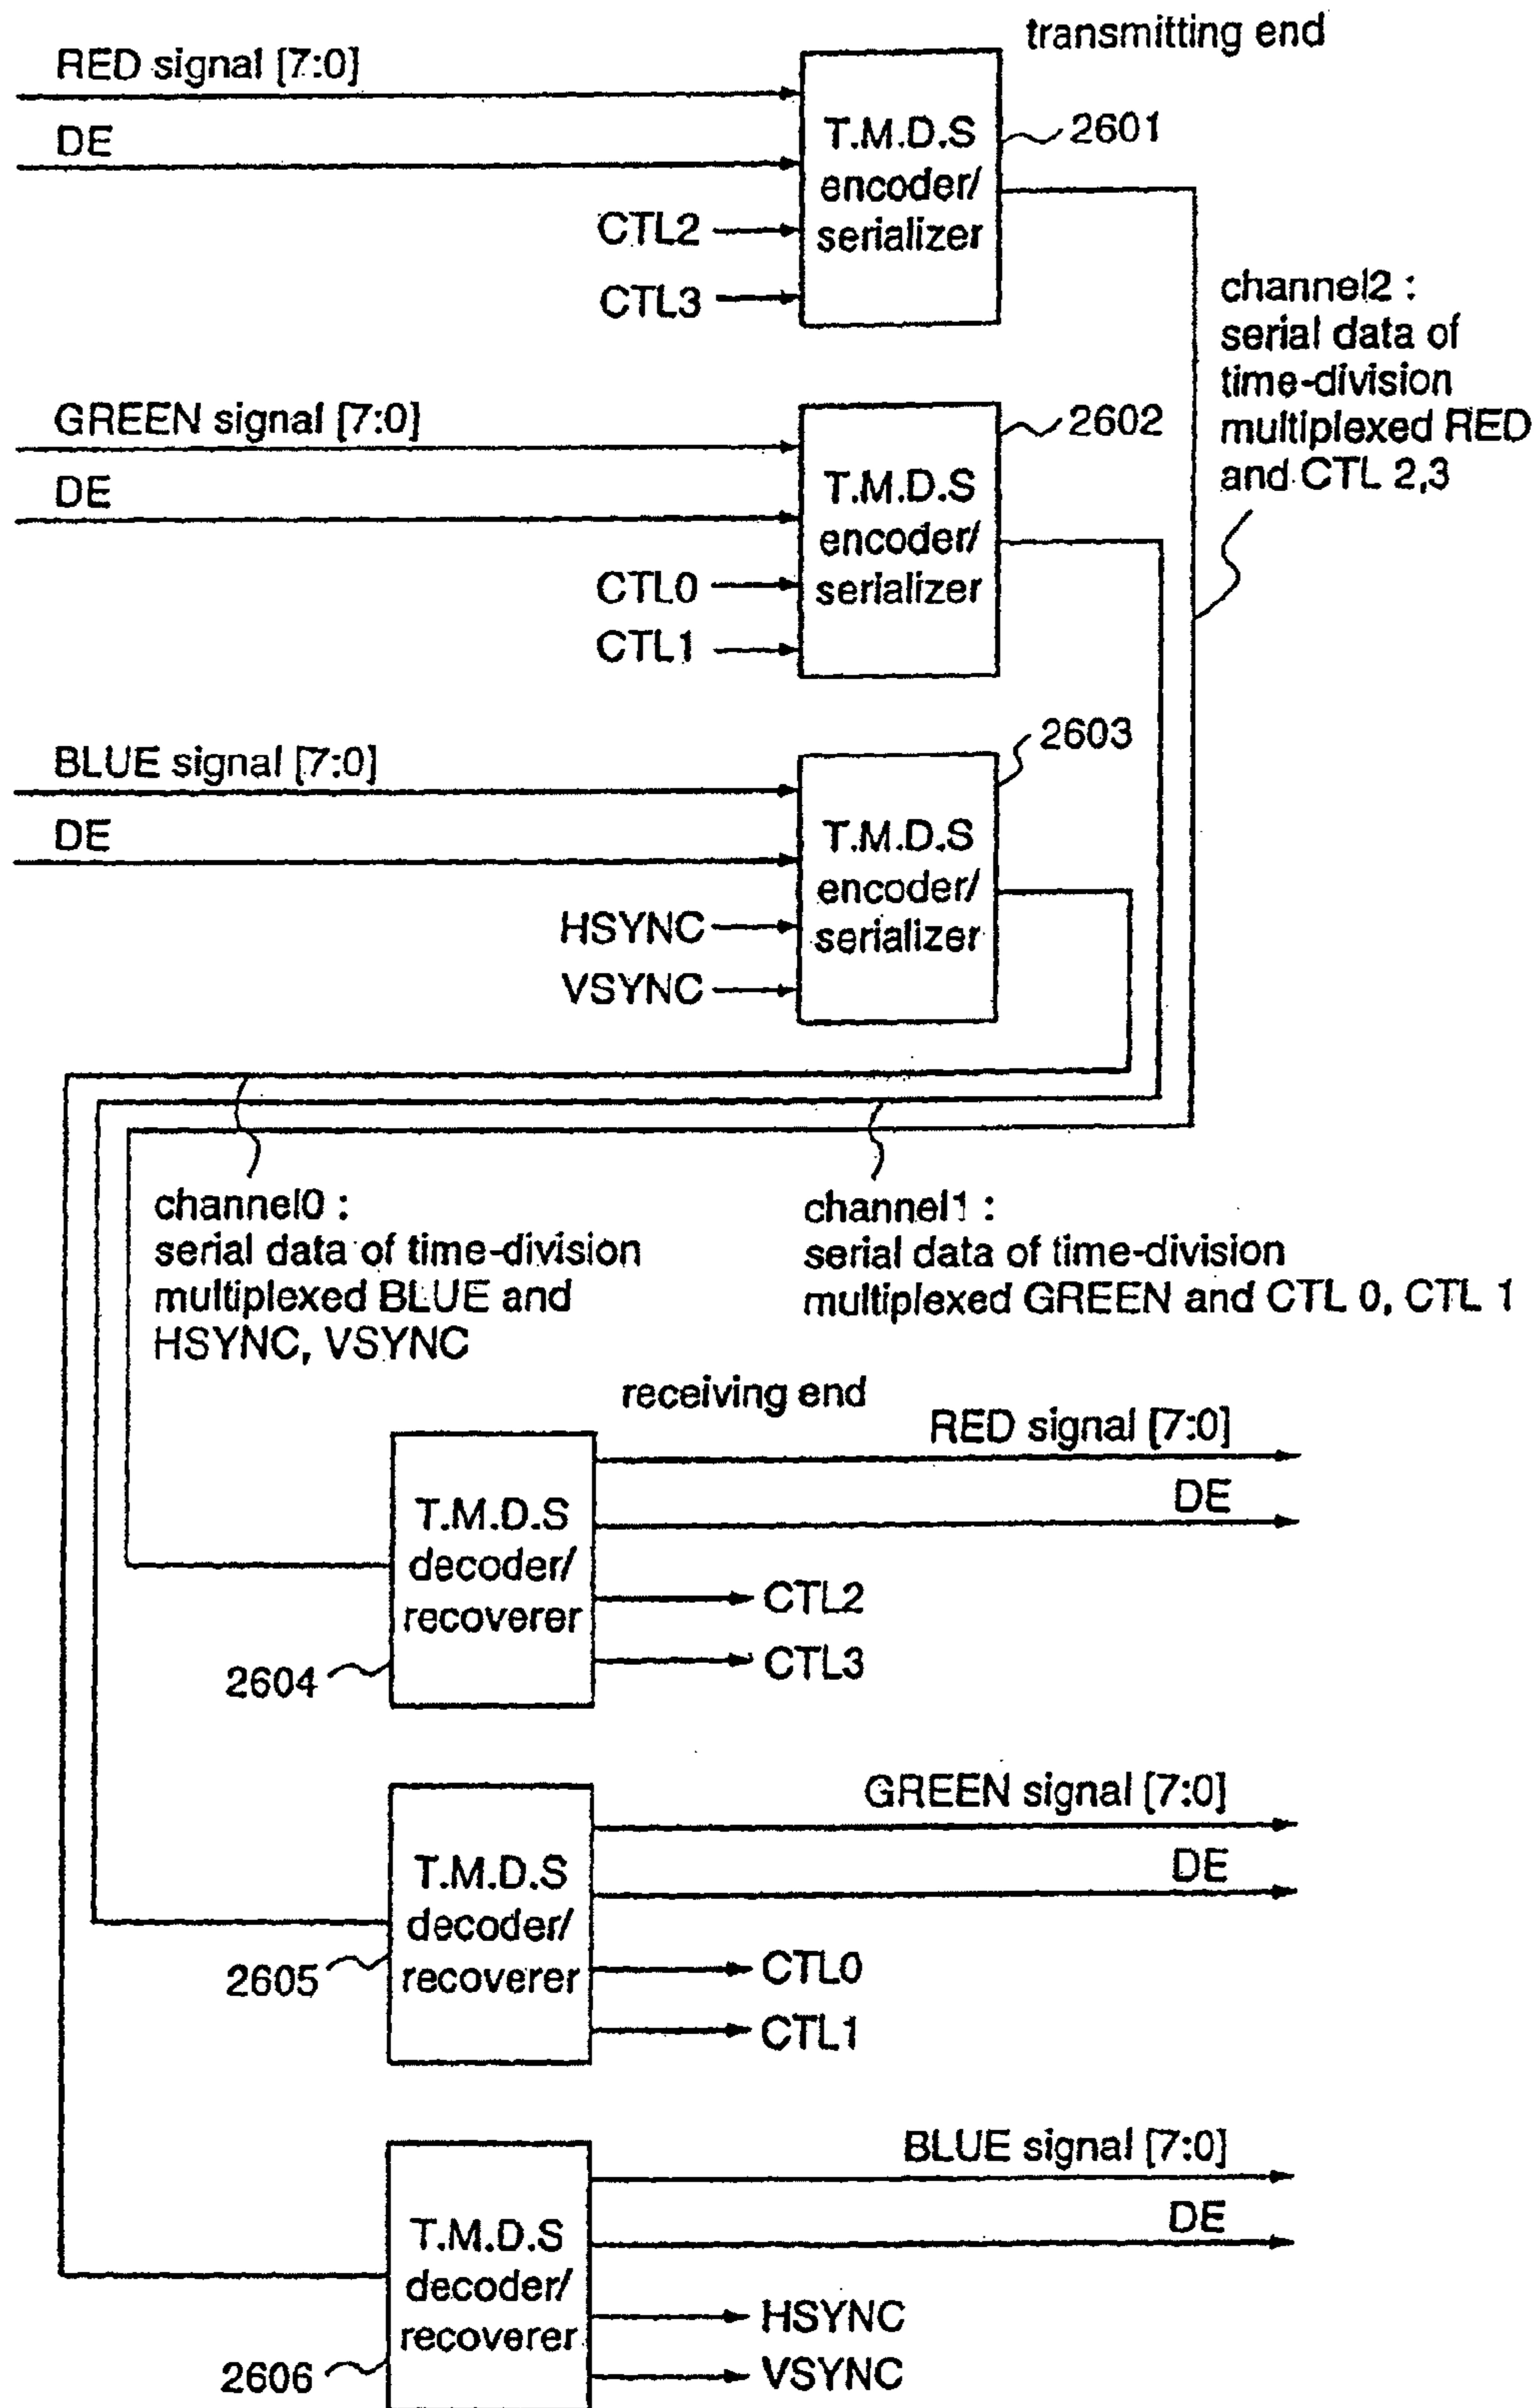 transmitting end
RED signal [7:0]
DE
CTL2
CTL3
T.M.D.S
encoder/
serializer
2601
channel2 :
serial data of
time-division
multiplexed RED
and CTL 2,3
GREEN signal [7:0]
DE
CTL0
CTL1
T.M.D.S
encoder/
serializer
2602
BLUE signal [7:0]
DE
HSYNC
VSYNC
T.M.D.S
encoder/
serializer
2603
channel0 :
serial data of time-division
multiplexed BLUE and
HSYNC, VSYNC
channel1 :
serial data of time-division
multiplexed GREEN and CTL 0, CTL 1
receiving end
T.M.D.S
decoder/
recoverer
2604
RED signal [7:0]
DE
CTL2
CTL3
T.M.D.S
decoder/
recoverer
2605
GREEN signal [7:0]
DE
CTL0
CTL1
T.M.D.S
decoder/
recoverer
2606
BLUE signal [7:0]
DE
HSYNC
VSYNC